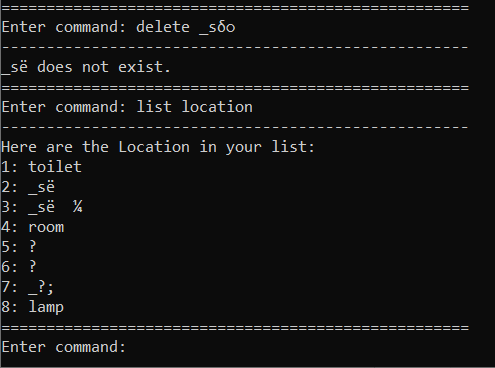 ==================================================
Enter command: delete _sδo
--------------------------------------------------
_së does not exist.
==================================================
Enter command: list location
--------------------------------------------------
Here are the Location in your list:
1: toilet
2: _së
3: _së  ¼
4: room
5: ?
6: ?
7: _?;
8: lamp
==================================================
Enter command: